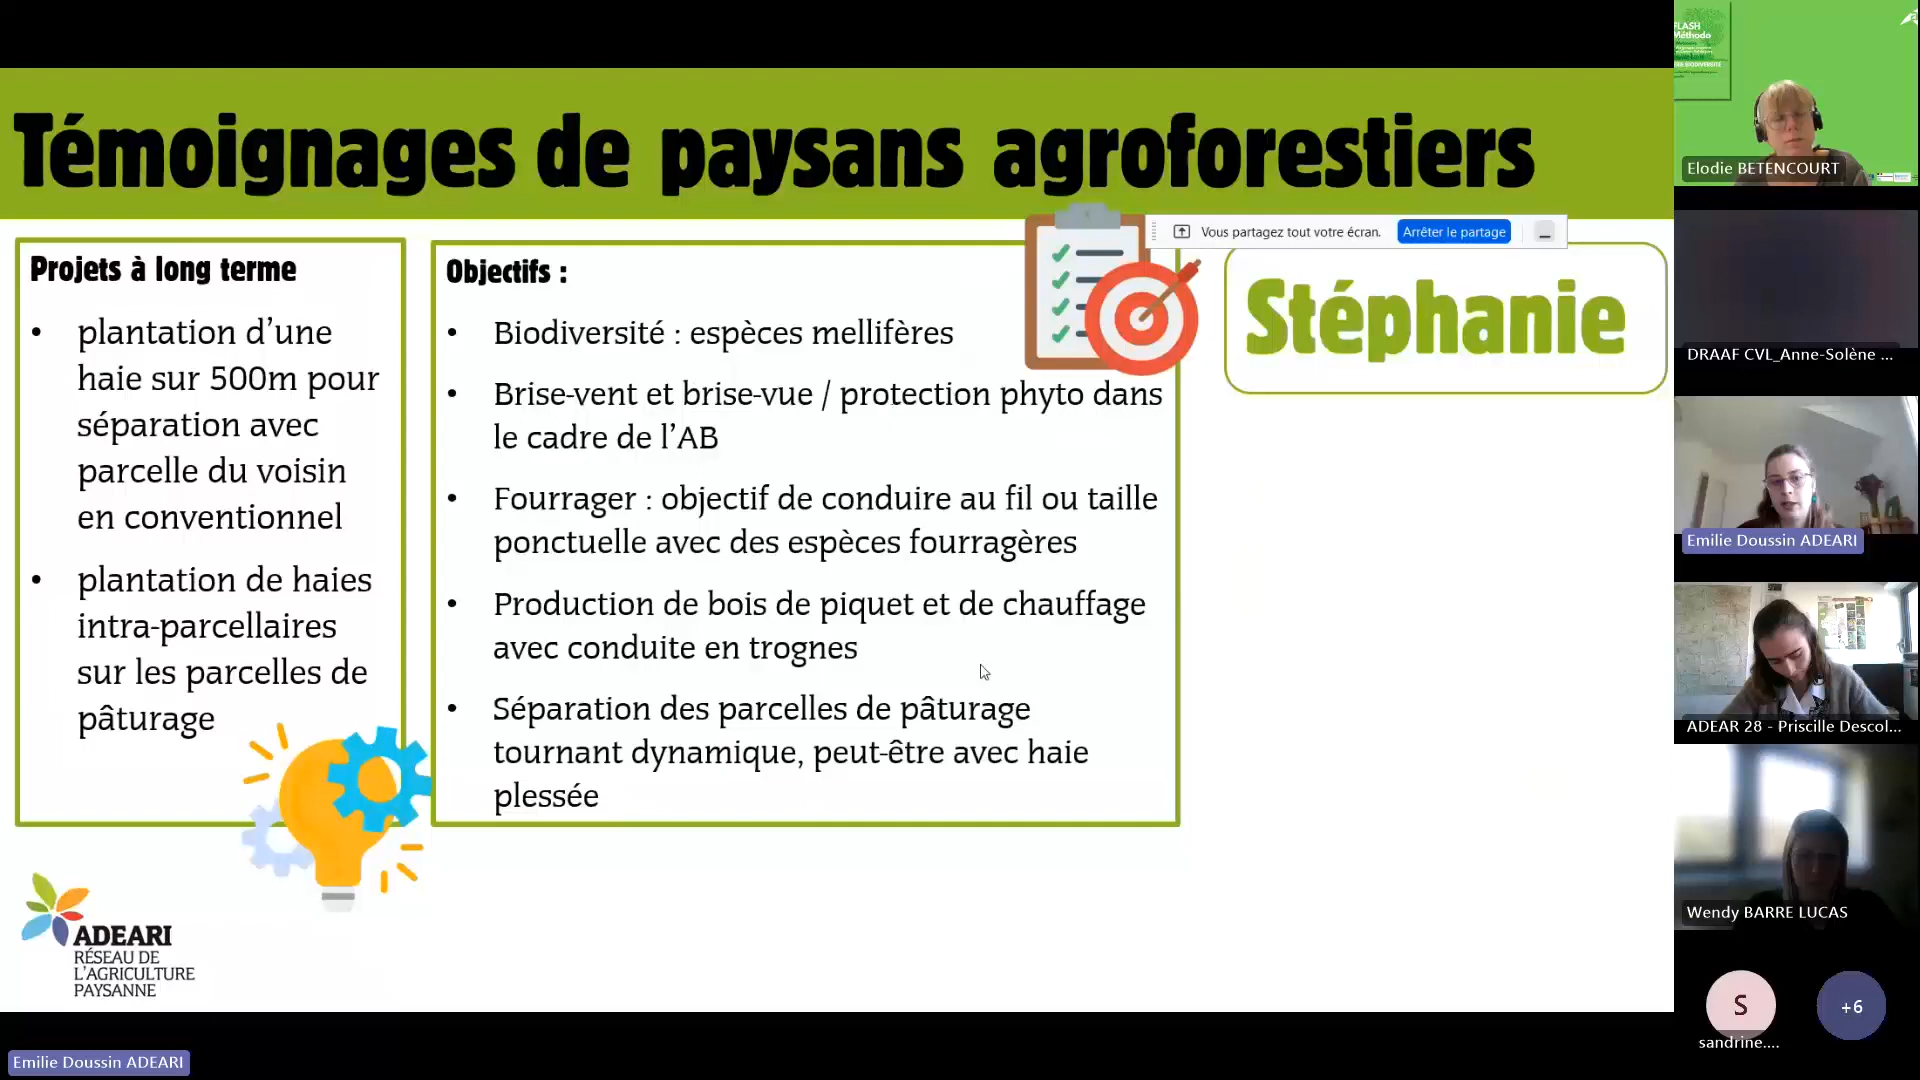 Témoignages de paysans agroforestiers
Projets à long terme
• plantation d’une
haie sur 500m pour
séparation avec
parcelle du voisin
en conventionnel
• plantation de haies
intra-parcellaires
sur les parcelles de
pâturage
Objectifs :
• Biodiversité : espèces mellifères
• Brise-vent et brise-vue / protection phyto dans
le cadre de l’AB
• Fourrager : objectif de conduire au fil ou taille
ponctuelle avec des espèces fourragères
• Production de bois de piquet et de chauffage
avec conduite en trognes
• Séparation des parcelles de pâturage
tournant dynamique, peut-être avec haie
plessée
Vous partagez tout votre écran.
Arrêter le partage
Stéphanie
ADEARI
RÉSEAU DE
L'AGRICULTURE
PAYSANNE
Emilie Doussin ADEARI
FLASH
Méthodo
Elodie BETENCOURT
DRAAF CVL_Anne-Solène ...
Emilie Doussin ADEARI
ADEAR 28 - Priscille Descol...
Wendy BARRE LUCAS
S
sandrine....
+6